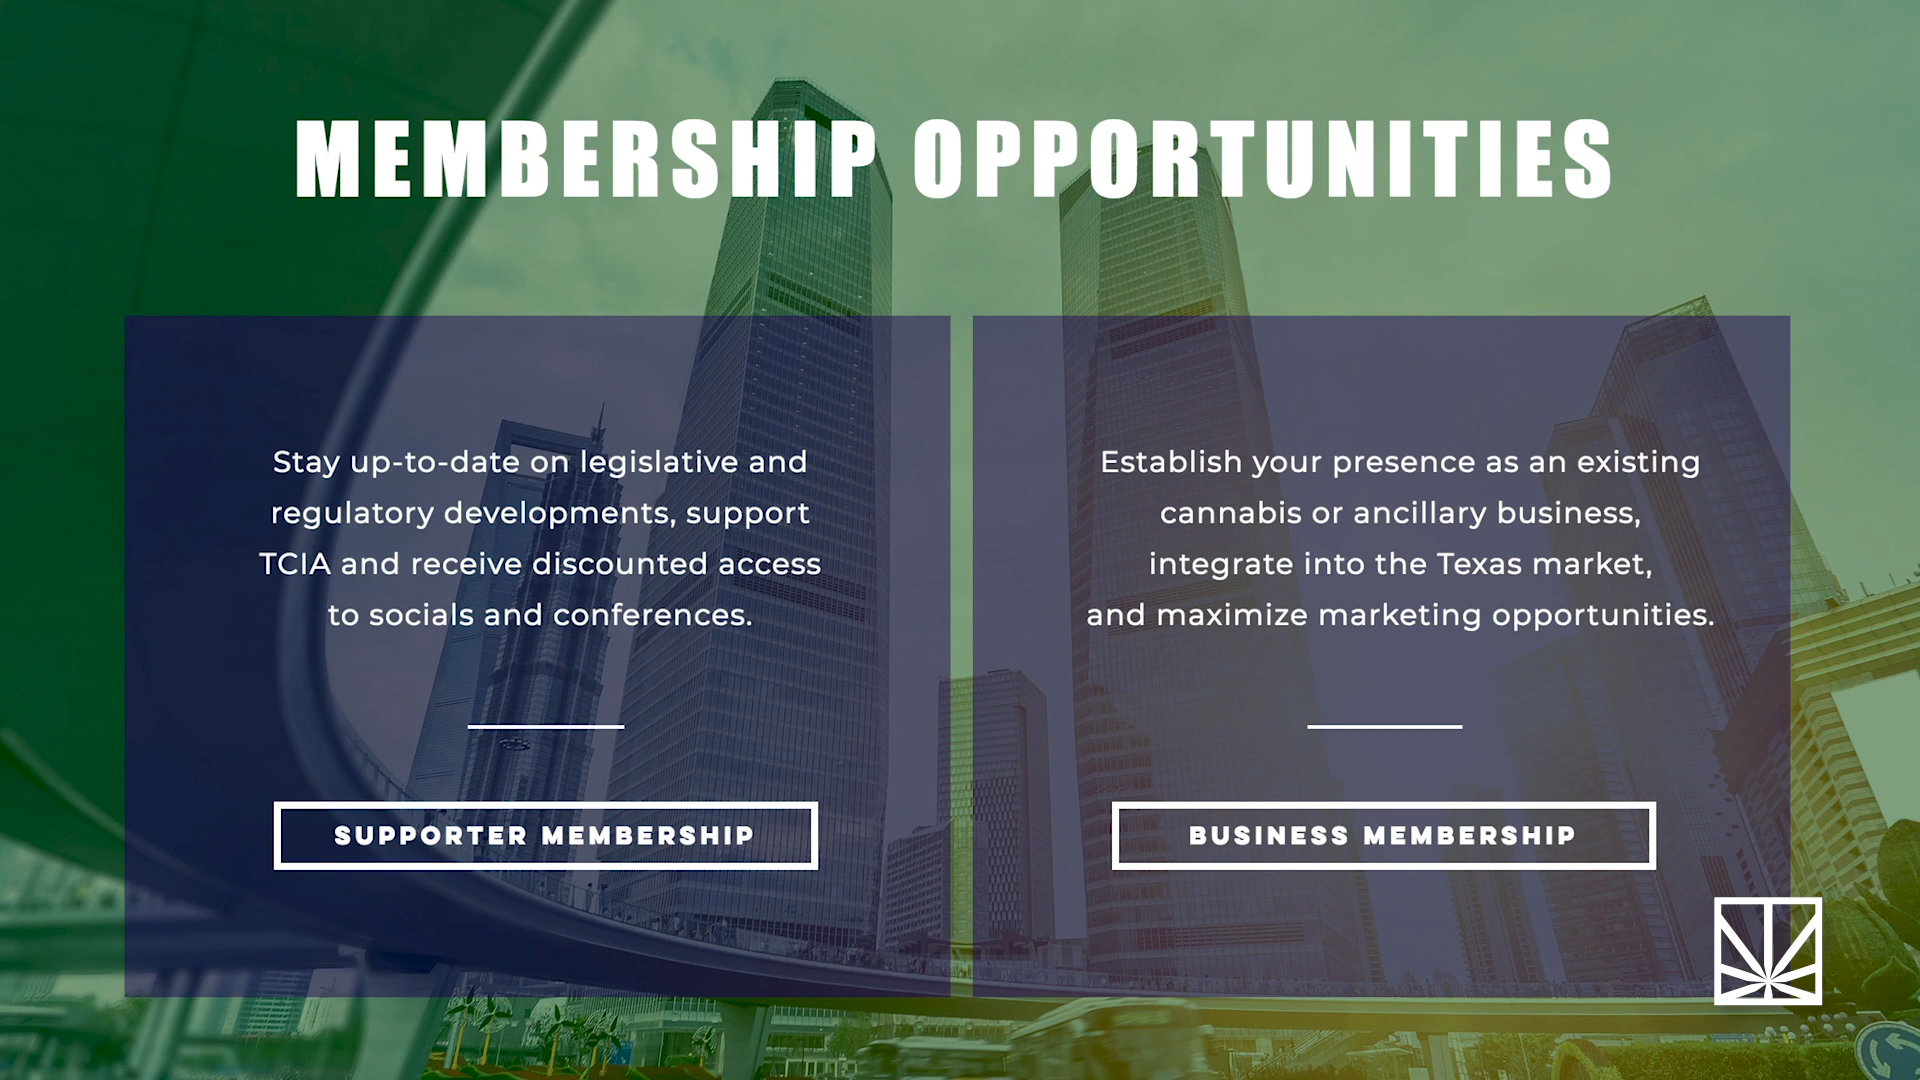 MEMBERSHIP OPPORTUNITIES
Stay up-to-date on legislative and
regulatory developments, support
TCIA and receive discounted access
to socials and conferences.
SUPPORTER MEMBERSHIP
Establish your presence as an existing
cannabis or ancillary business,
integrate into the Texas market,
and maximize marketing opportunities.
BUSINESS MEMBERSHIP